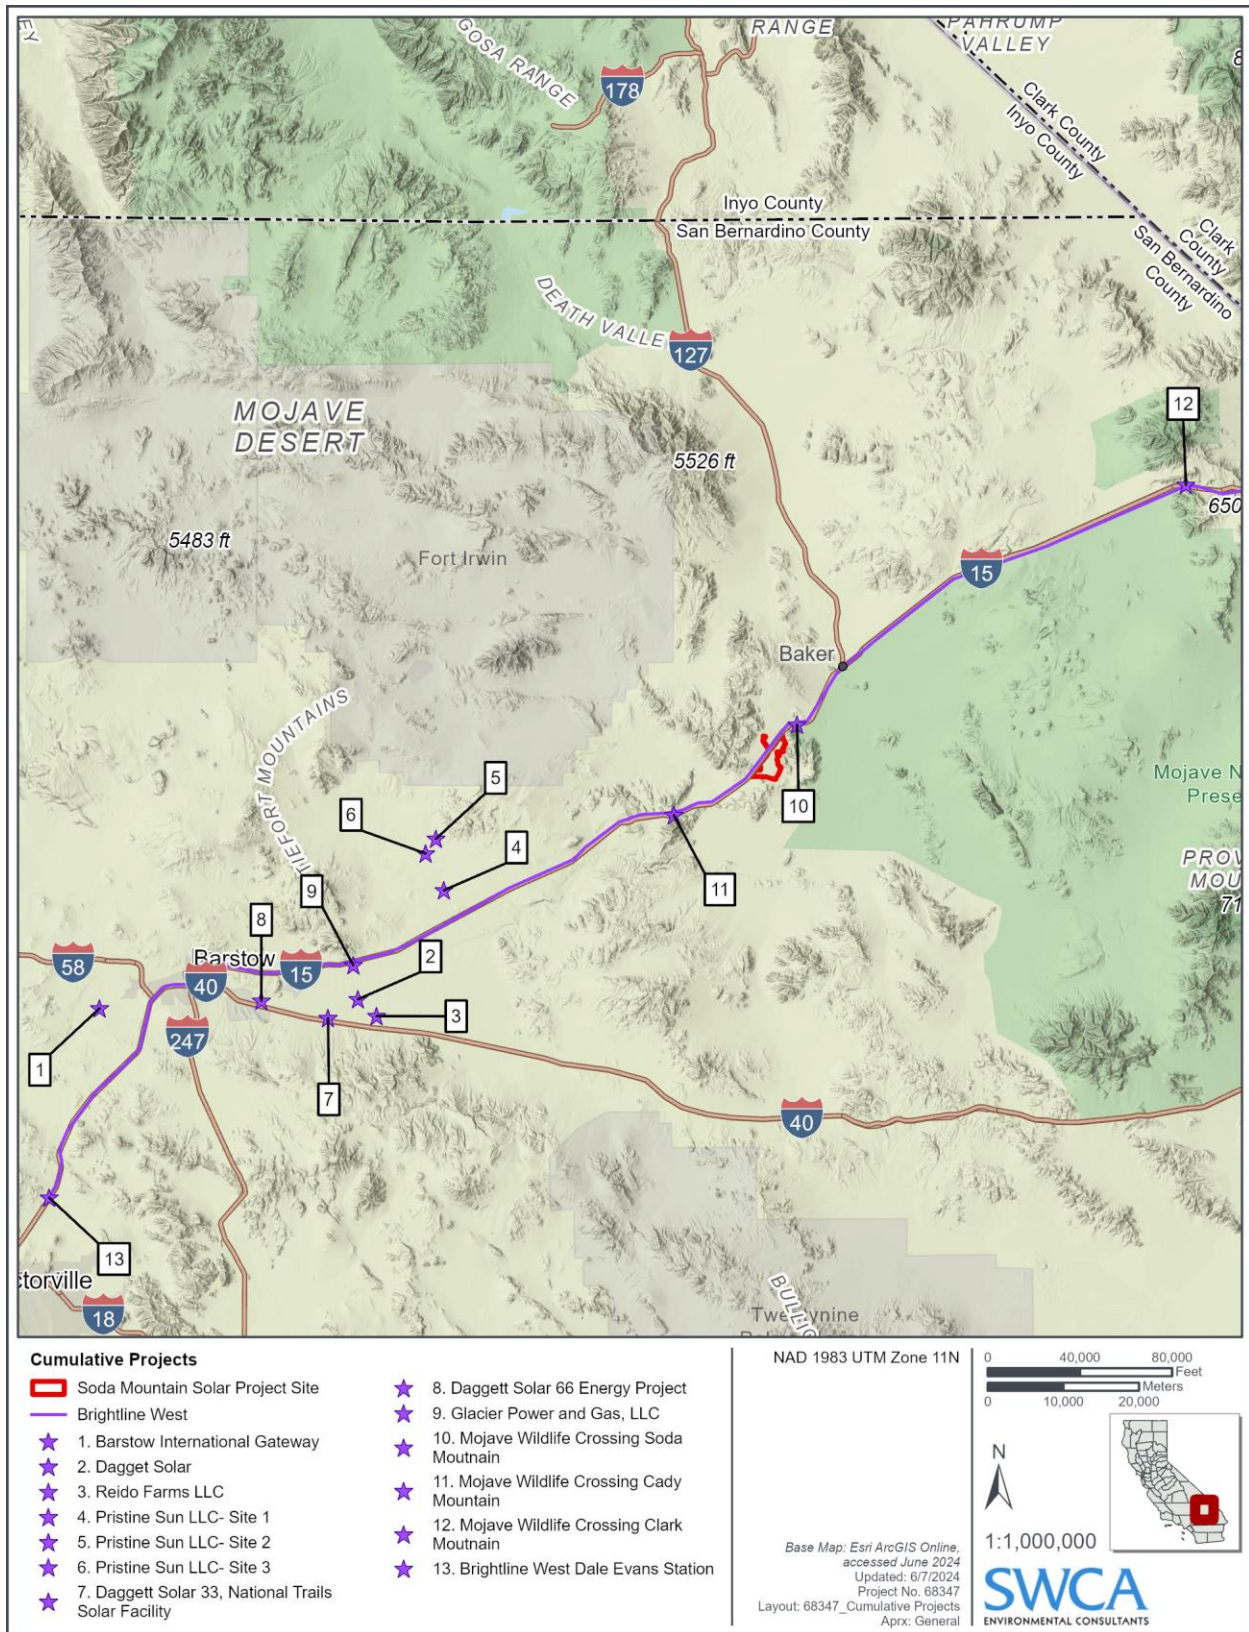 EY
GOSA RANGE
RANGE
PAHRUMP
VALLEY
178
Clark County
Inyo County
Inyo County
San Bernardino County
Clark
County
San Bernardino
County
DEATH VALLE
127
MOJAVE
DESERT
12
5526 ft
650
5483 ft
Fort Irwin
15
Baker
TIEFORT MOUNTAINS
5
6
10
Mojave N
Prese
4
PROV
MOU
71
9
11
8
2
Barstow
58
15
40
3
247
1
7
40
13
ctorville
18
BULLIO
Twentynine
Cumulative Projects
Soda Mountain Solar Project Site
Brightline West
1. Barstow International Gateway
2. Dagget Solar
3. Reido Farms LLC
4. Pristine Sun LLC- Site 1
5. Pristine Sun LLC- Site 2
6. Pristine Sun LLC- Site 3
7. Daggett Solar 33, National Trails
Solar Facility
8. Daggett Solar 66 Energy Project
9. Glacier Power and Gas, LLC
10. Mojave Wildlife Crossing Soda
Moutnain
11. Mojave Wildlife Crossing Cady
Mountain
12. Mojave Wildlife Crossing Clark
Moutnain
13. Brightline West Dale Evans Station
NAD 1983 UTM Zone 11N
Base Map: Esri ArcGIS Online,
accessed June 2024
Updated: 6/7/2024
Project No. 68347
Layout: 68347_Cumulative Projects
Aprx: General
0 40,000 80,000
Feet
Meters
0 10,000 20,000
N
1:1,000,000
SWCA
ENVIRONMENTAL CONSULTANTS